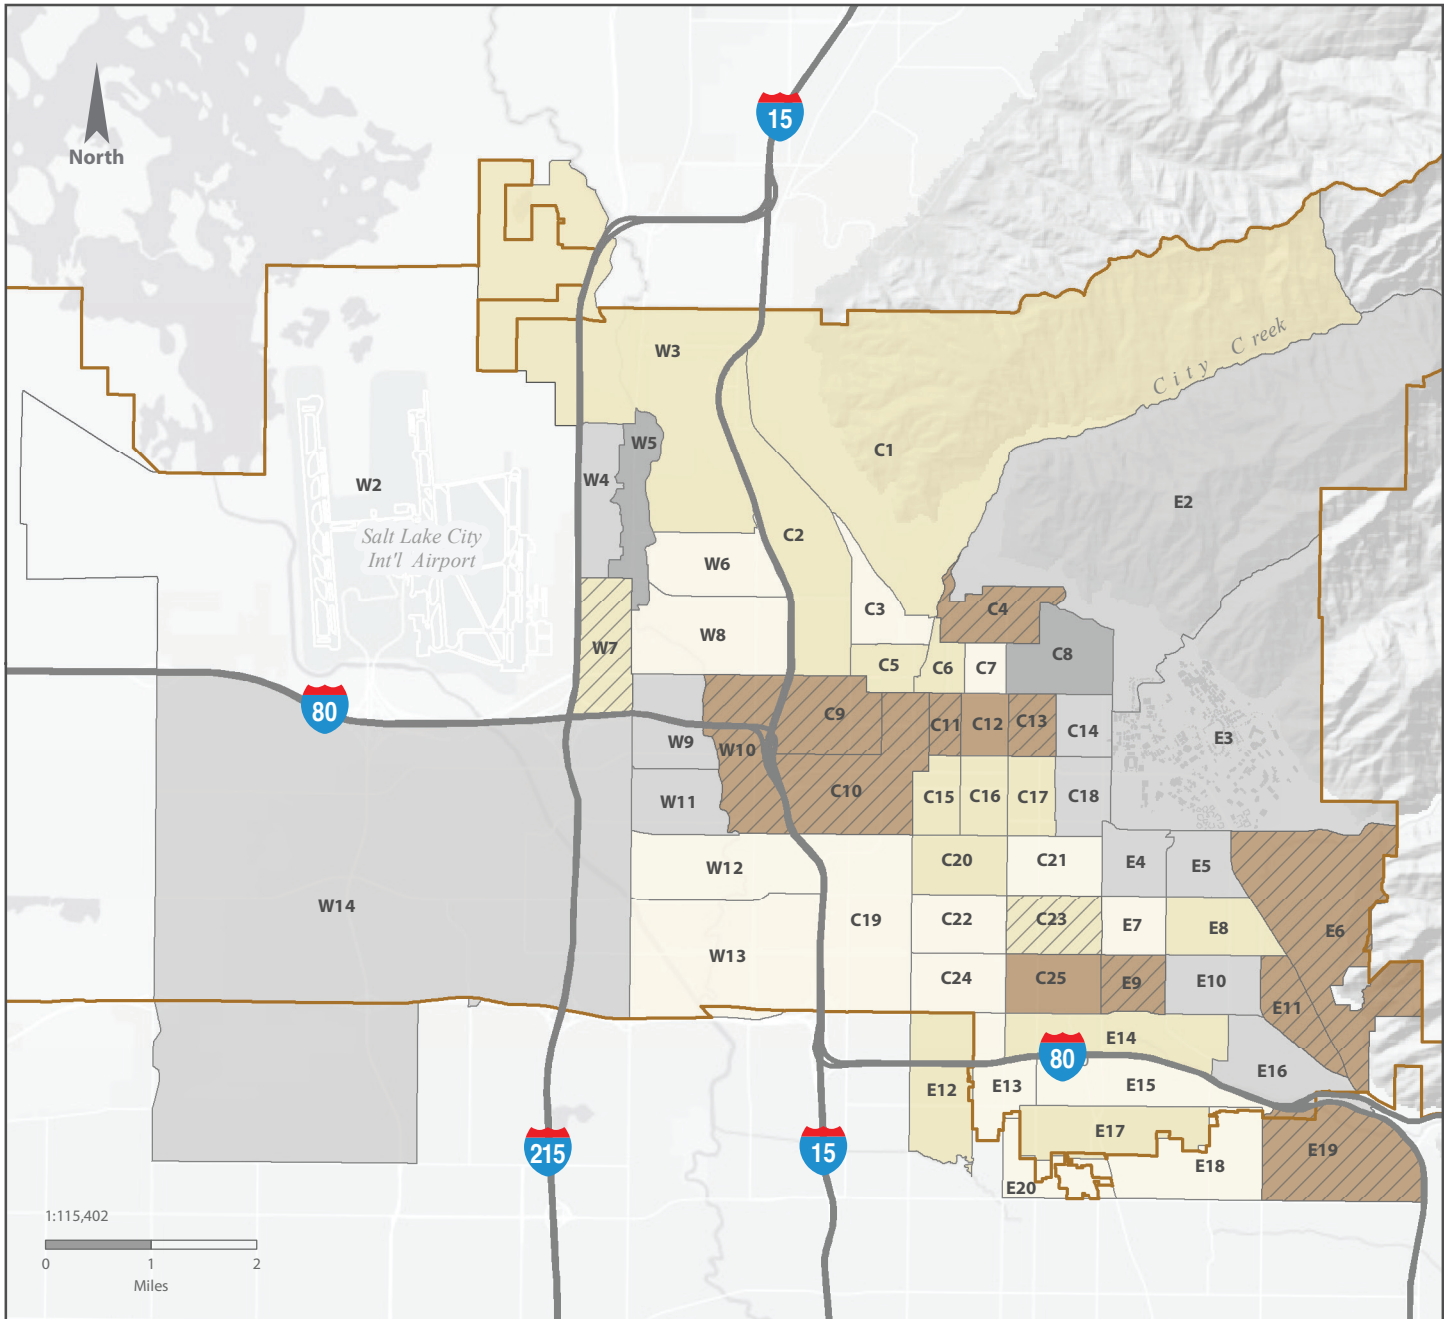 15
North
City Creek
W3
C1
W5
W4
W2
E2
Salt Lake City
Int'l Airport
C2
W6
C3
C4
W8
W7
C8
C5
C6
C7
80
C9
C11
C12
C13
C14
E3
W9
W10
W11
C10
C15
C16
C17
C18
W12
C20
C21
E4
E5
W14
C19
C22
C23
E7
E8
E6
W13
C24
C25
E9
E10
E11
E14
80
E16
E12
E13
E15
E17
215
15
E18
E19
E20
1:115,402
0 1 2
Miles